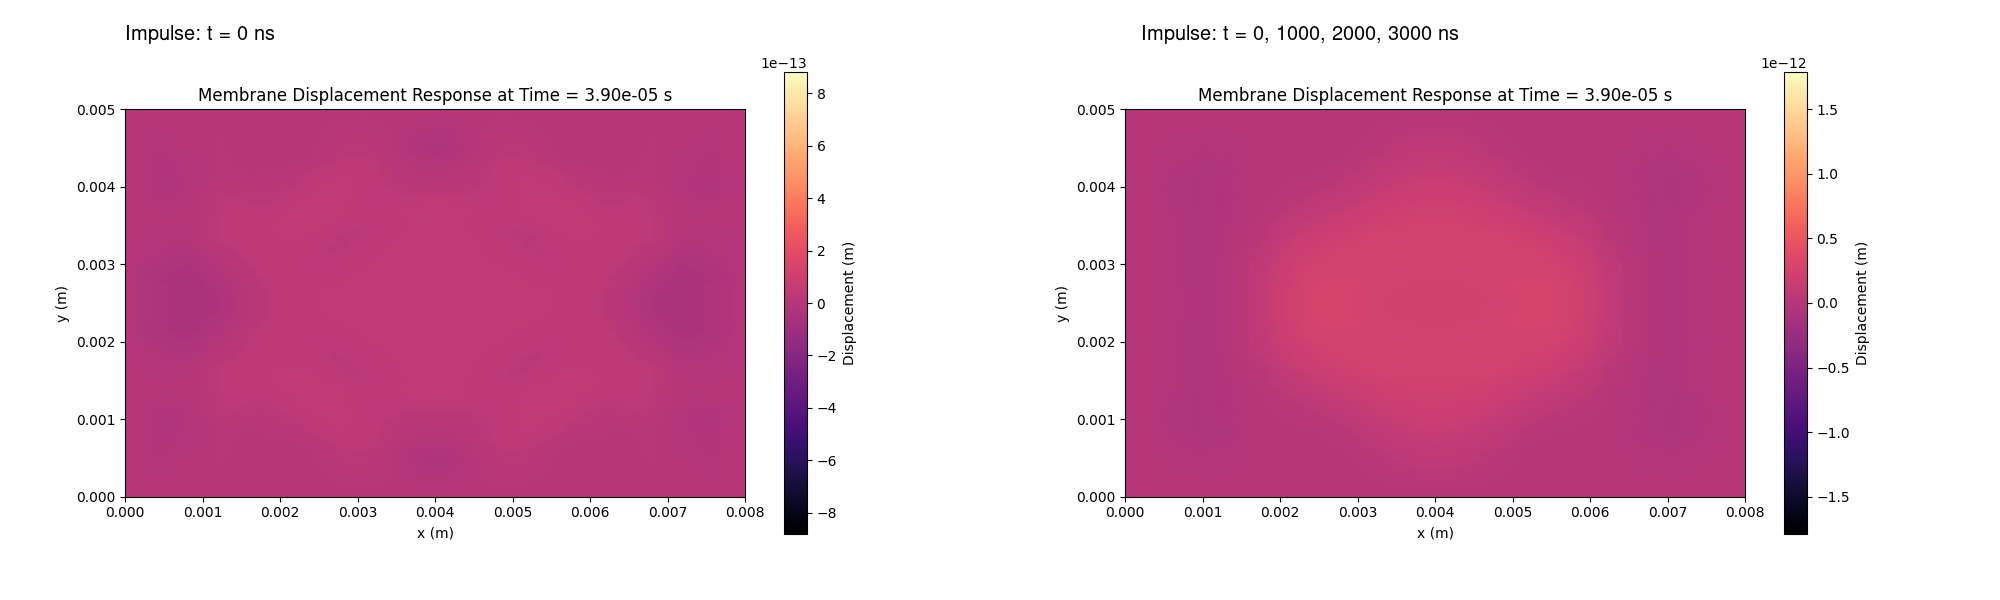 Impulse: t = 0 ns
1e−13
Membrane Displacement Response at Time = 3.90e-05 s
0.005
0.004
0.003
0.002
0.001
0.000
y (m)
0.000 0.001 0.002 0.003 0.004 0.005 0.006 0.007 0.008
x (m)
8
6
4
2
0
−2
−4
−6
−8
Displacement (m)
Impulse: t = 0, 1000, 2000, 3000 ns
1e−12
Membrane Displacement Response at Time = 3.90e-05 s
0.005
0.004
0.003
0.002
0.001
0.000
y (m)
0.000 0.001 0.002 0.003 0.004 0.005 0.006 0.007 0.008
x (m)
1.5
1.0
0.5
0.0
−0.5
−1.0
−1.5
Displacement (m)